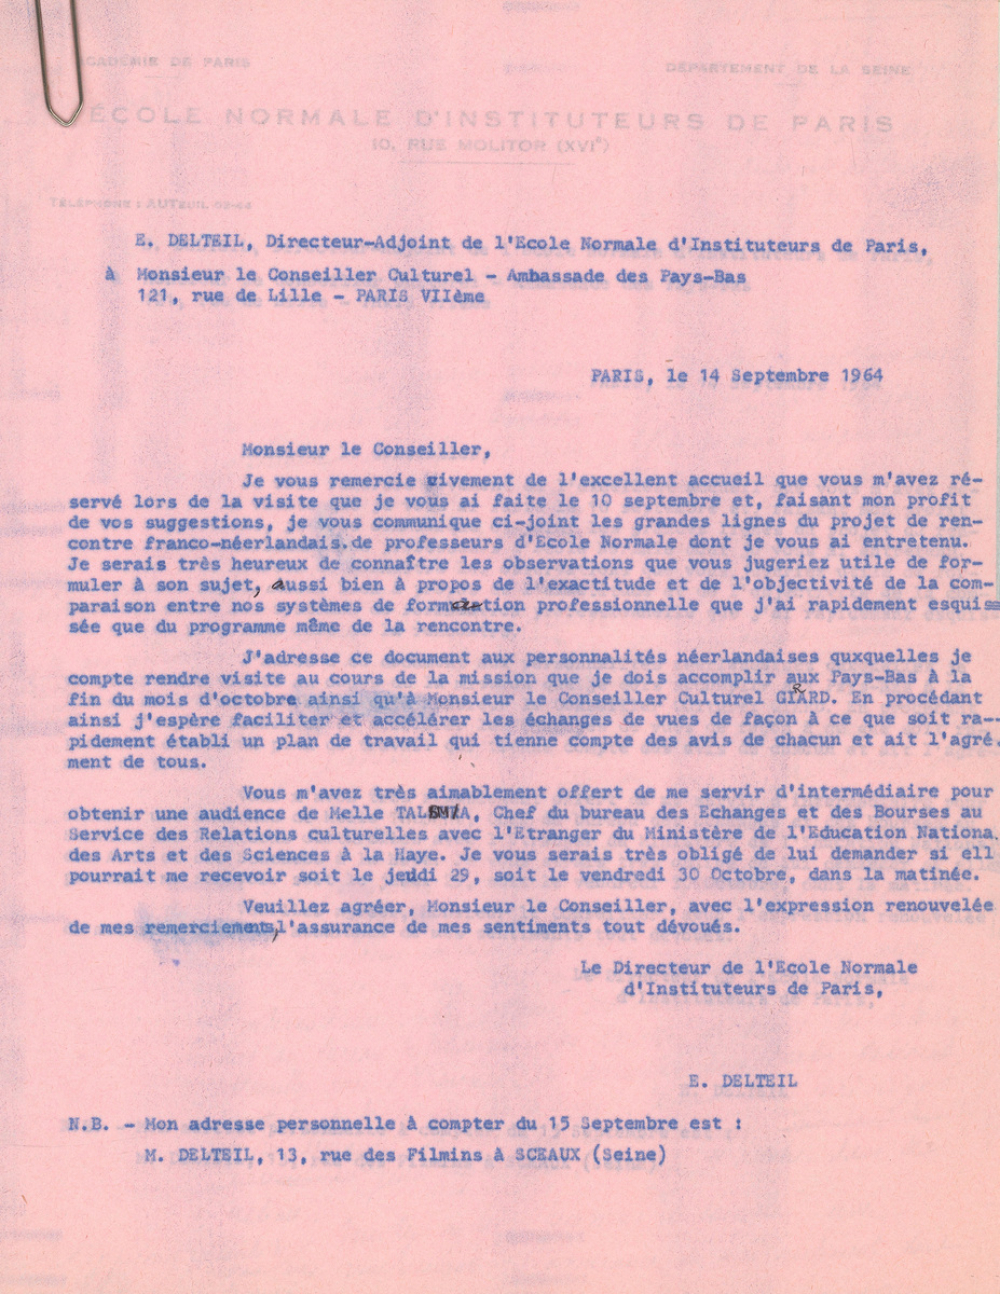 ACADEMIE DE PARIS
DEPARTEMENT DE LA SEINE
ÉCOLE NORMALE D'INSTITUTEURS DE PARIS
10, RUE MOLITOR (XVIe)
TELEPHONE : AUTEUIL
E. DELTEIL, Directeur-Adjoint de l'Ecole Normale d'Instituteurs de Paris,
à Monsieur le Conseiller Culturel - Ambassade des Pays-Bas
121, rue de Lille - PARIS VIIème
PARIS, le 14 Septembre 1964
Monsieur le Conseiller,
Je vous remercie vivement de l'excellent accueil que vous m'avez ré-
servé lors de la visite que je vous ai faite le 10 septembre et, faisant mon profit
de vos suggestions, je vous communique ci-joint les grandes lignes du projet de ren-
contre franco-néerlandais.de professeurs d'Ecole Normale dont je vous ai entretenu.
Je serais très heureux de connaître les observations que vous jugeriez utile de for-
muler à son sujet, aussi bien à propos de l'exactitude et de l'objectivité de la com-
paraison entre nos systèmes de formation professionnelle que j'ai rapidement esquis
sée que du programme même de la rencontre.
J'adresse ce document aux personnalités néerlandaises quxquelles je
compte rendre visite au cours de la mission que je dois accomplir aux Pays-Bas à la
fin du mois d'octobre ainsi qu'à Monsieur le Conseiller Culturel GIRARD. En procédant
ainsi j'espère faciliter et accélérer les échanges de vues de façon à ce que soit ra--
pidement établi un plan de travail qui tienne compte des avis de chacun et ait l'agré.
ment de tous.
Vous m'avez très aimablement offert de me servir d'intermédiaire pour
obtenir une audience de Melle Chef du bureau des Echanges et des Bourses au
Service des Relations culturelles avec l'Etranger du Ministère de l'Education Nationa
des Arts et des Sciences à la Haye. Je vous serais très obligé de lui demander si ell
pourrait me recevoir soit le jeudi 29, soit le vendredi 30 Octobre, dans la matinée.
Veuillez agréer, Monsieur le Conseiller, avec l'expression renouvelée
de mes remerciements, l'assurance de mes sentiments tout dévoués.
Le Directeur de l'Ecole Normale
d'Instituteurs de Paris,
E. DELTEIL
N.B. - Mon adresse personnelle à compter du 15 Septembre est :
M. DELTEIL, 13, rue des Filmins à SCEAUX (Seine)